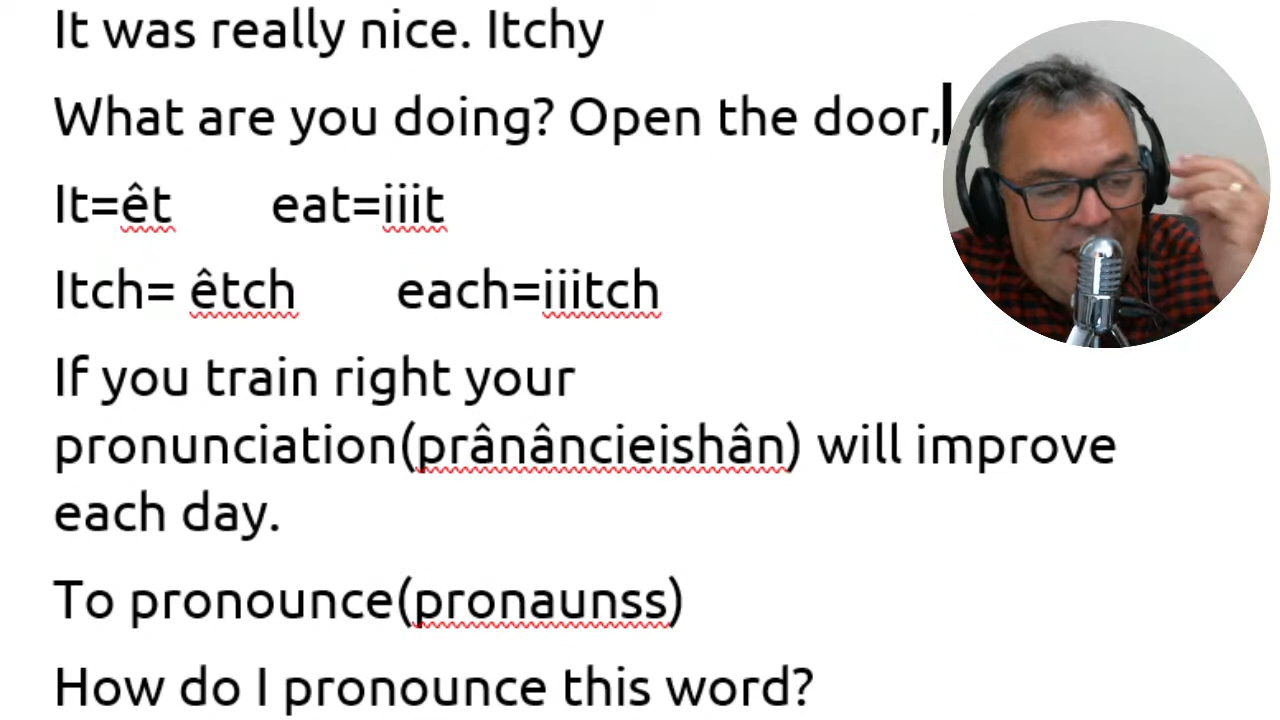 It was really nice. Itchy
What are you doing? Open the door,
It=êt eat=iiit
Itch= êtch each=iiitch
If you train right your
pronunciation(prânâncieishân) will improve
each day.
To pronounce(pronaunss)
How do I pronounce this word?